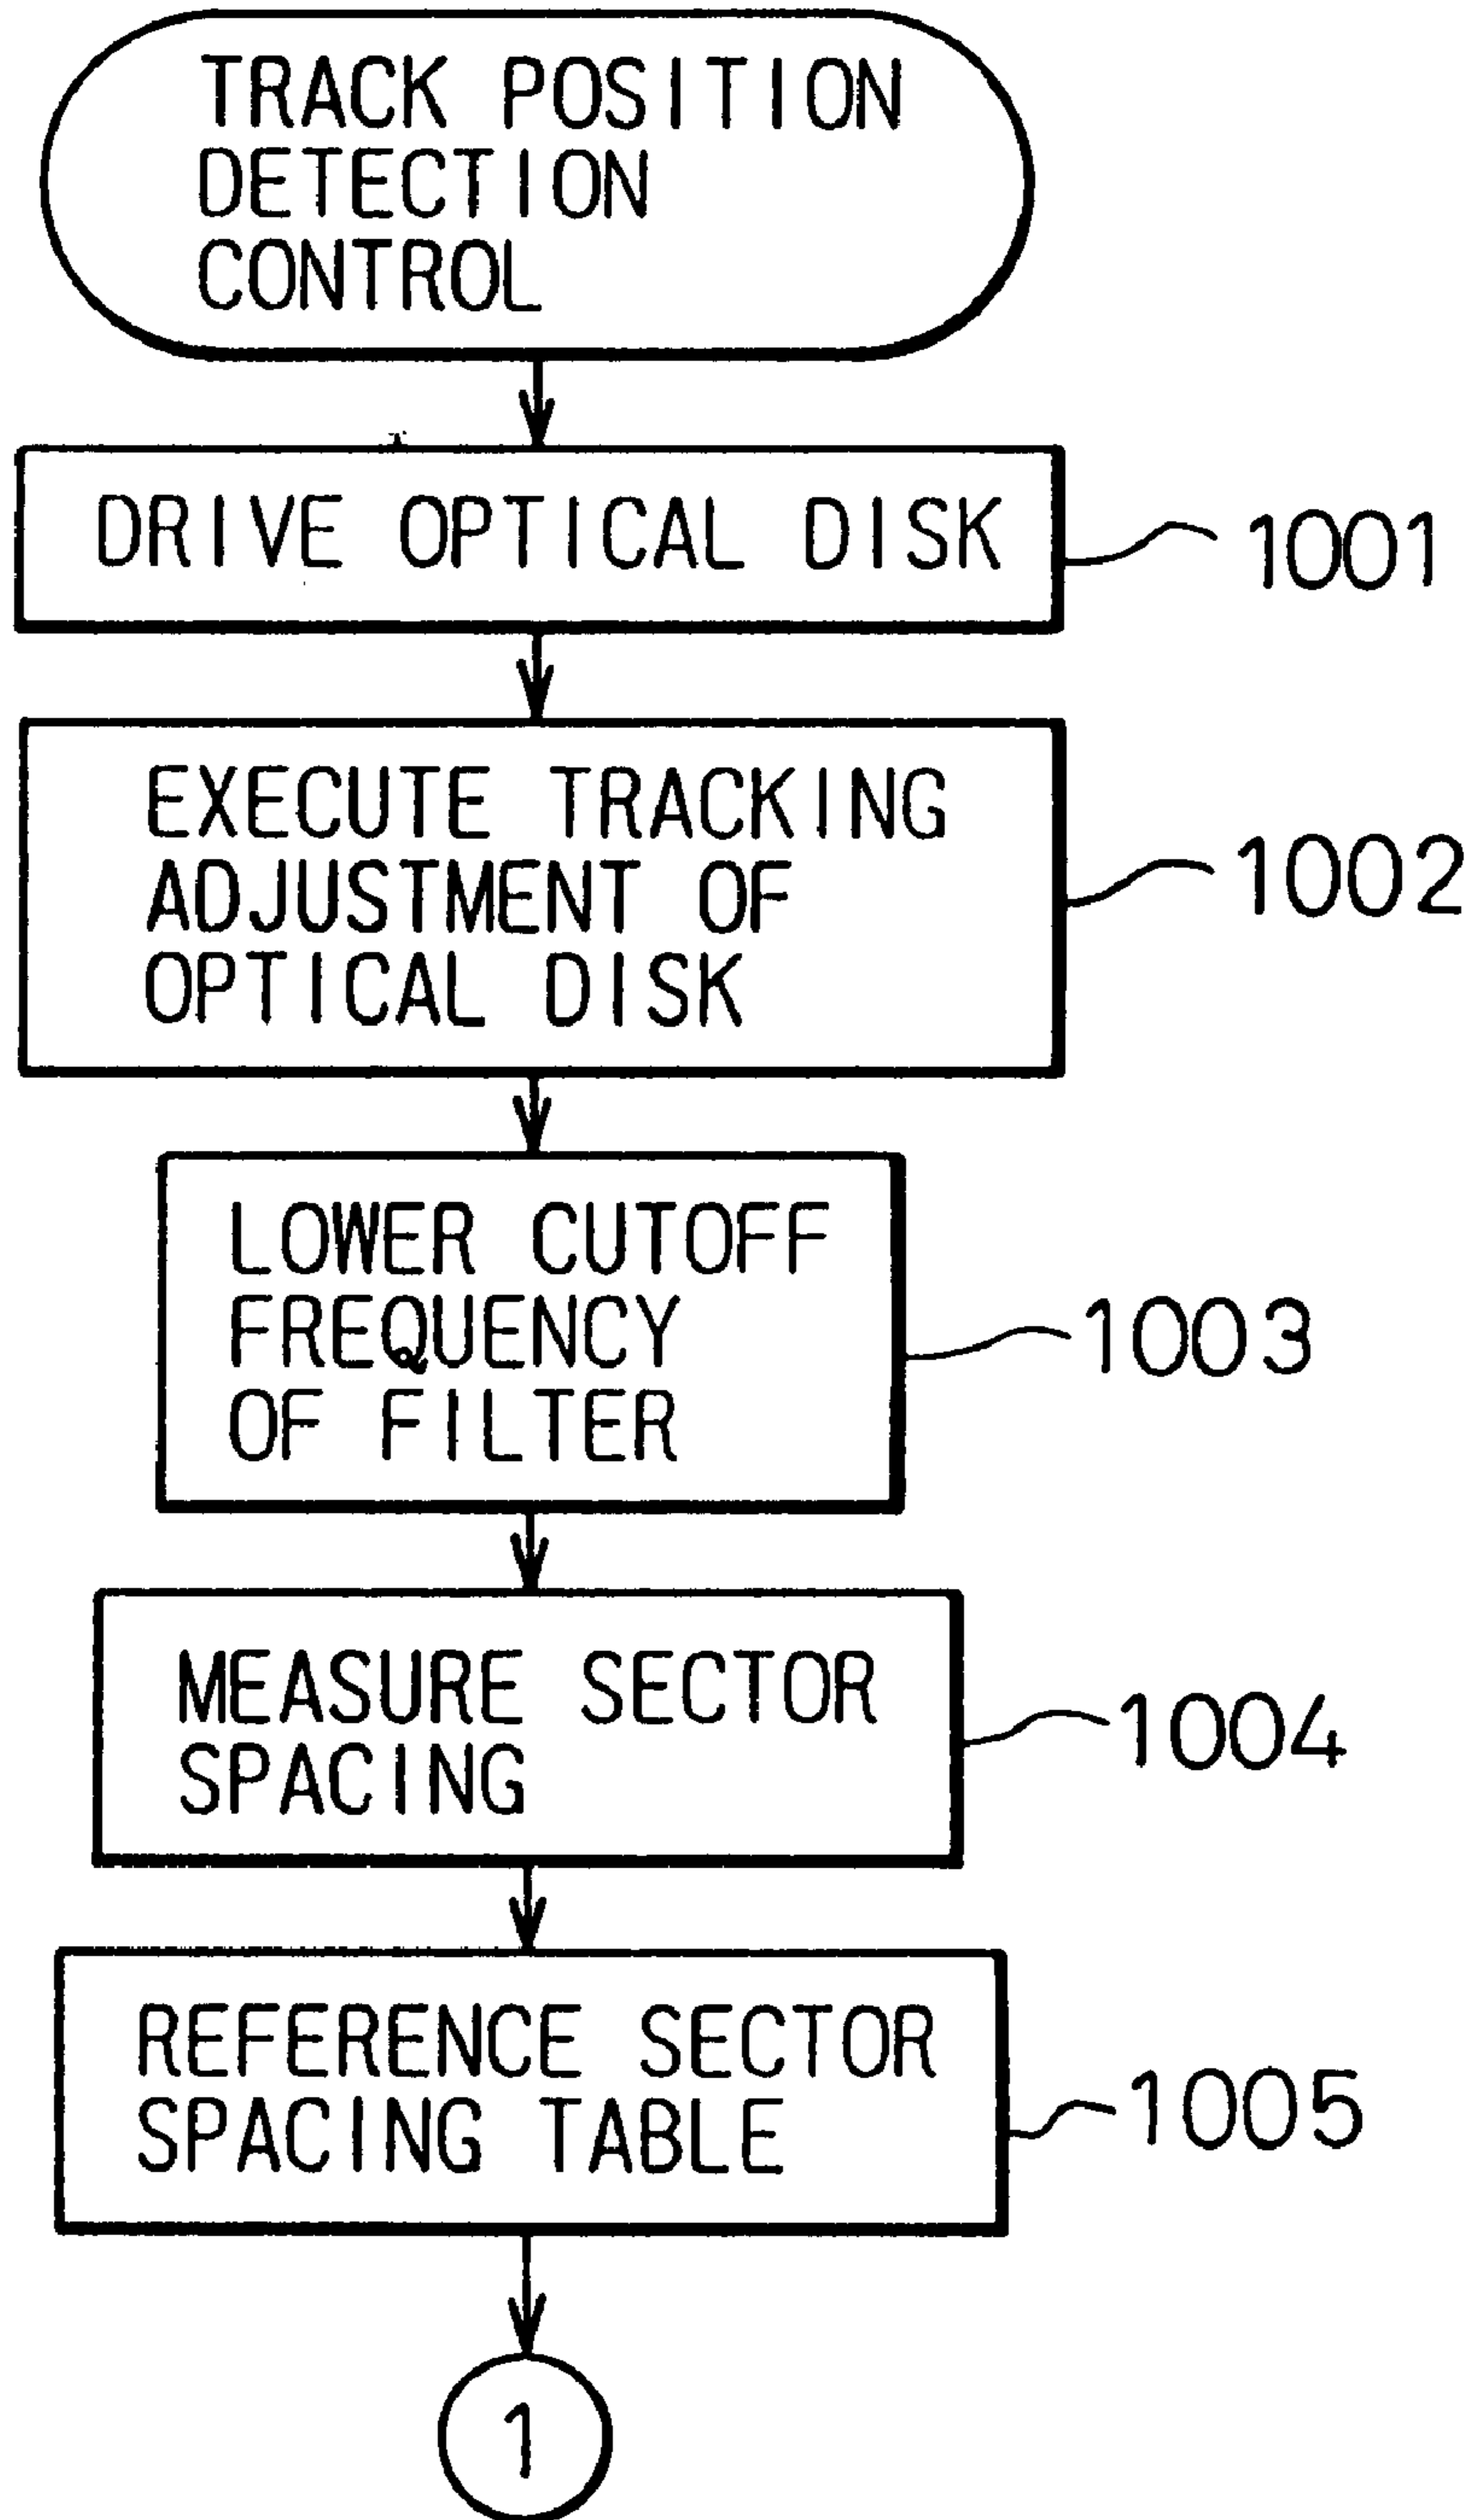 TRACK POSITION
DETECTION
CONTROL
DRIVE OPTICAL DISK
1001
EXECUTE TRACKING
ADJUSTMENT OF
OPTICAL DISK
1002
LOWER CUTOFF
FREQUENCY
OF FILTER
1003
MEASURE SECTOR
SPACING
1004
REFERENCE SECTOR
SPACING TABLE
1005
1